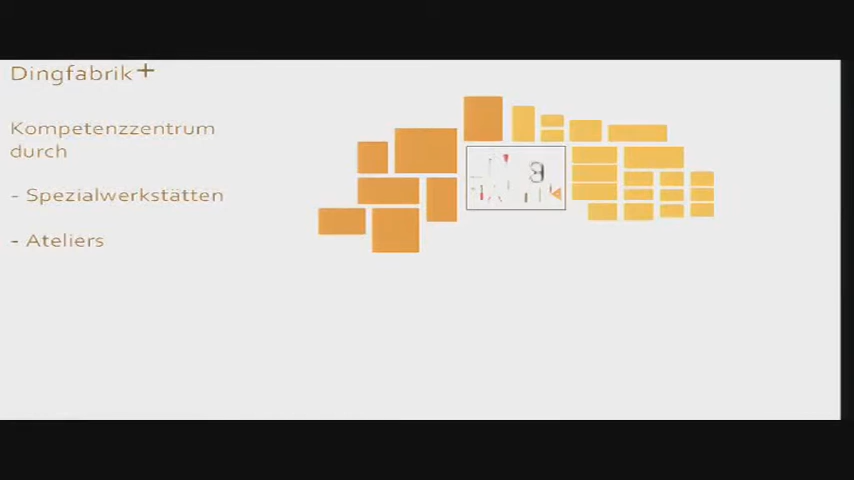 Dingfabrik+
Kompetenzzentrum
durch
- Spezialwerkstätten
- Ateliers